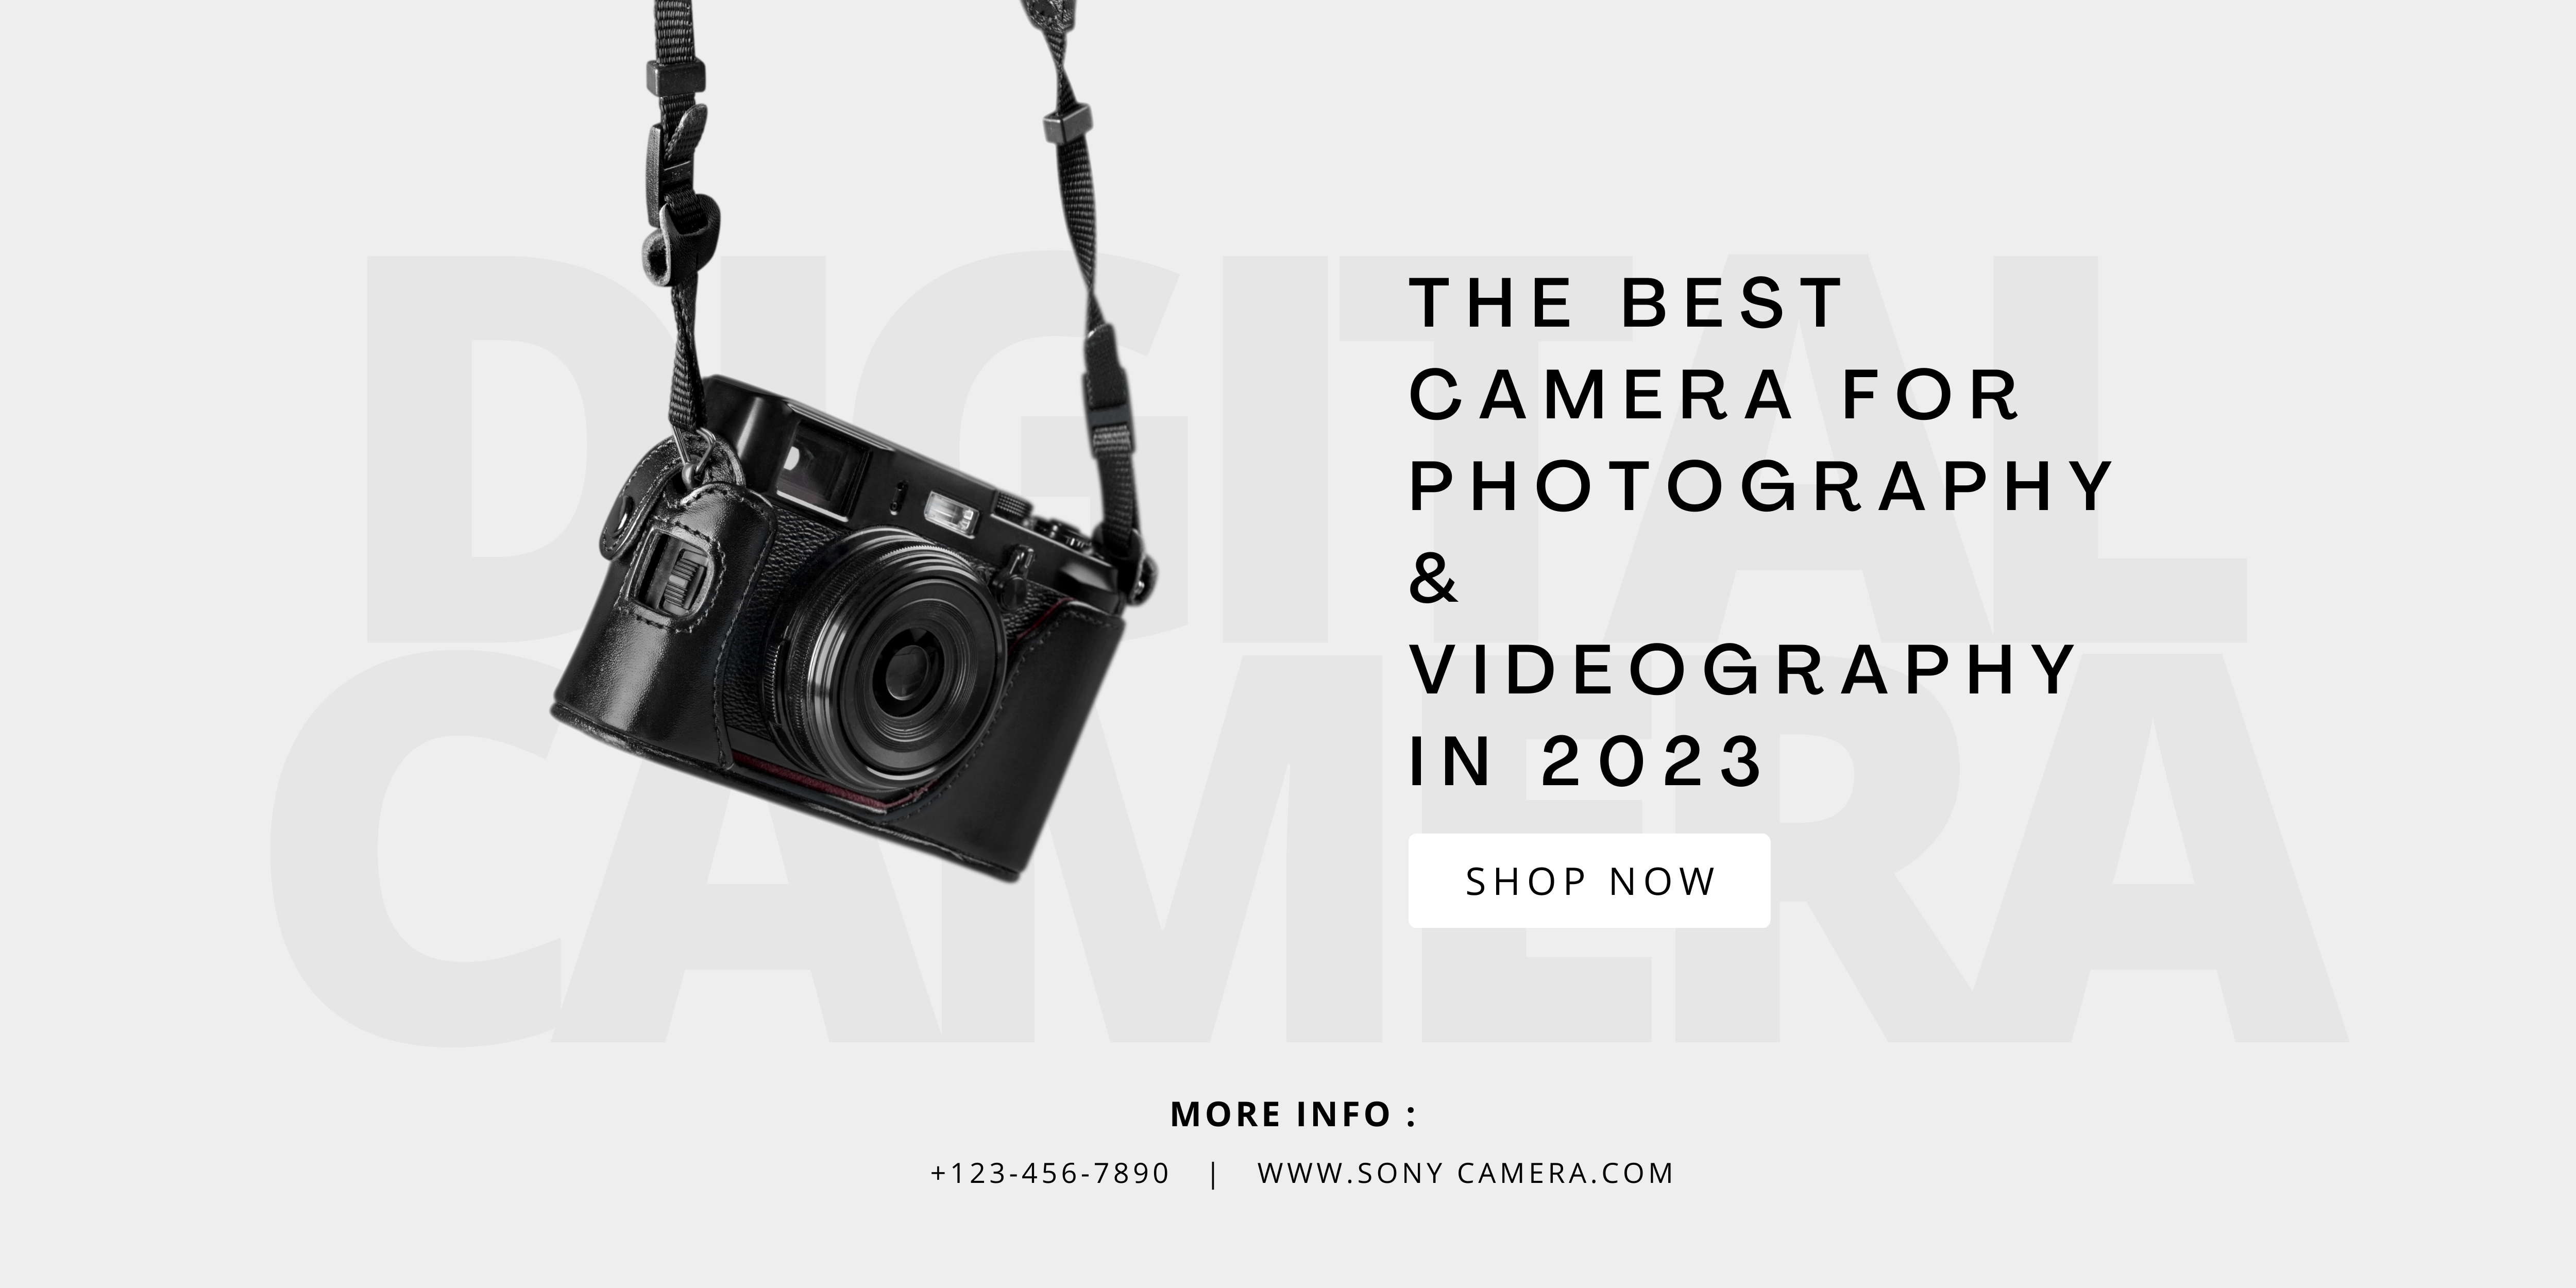 DIGITAL
CAMERA
THE BEST
CAMERA FOR
PHOTOGRAPHY
&
VIDEOGRAPHY
IN 2023
SHOP NOW
MORE INFO :
+123-456-7890 | WWW.SONY CAMERA.COM